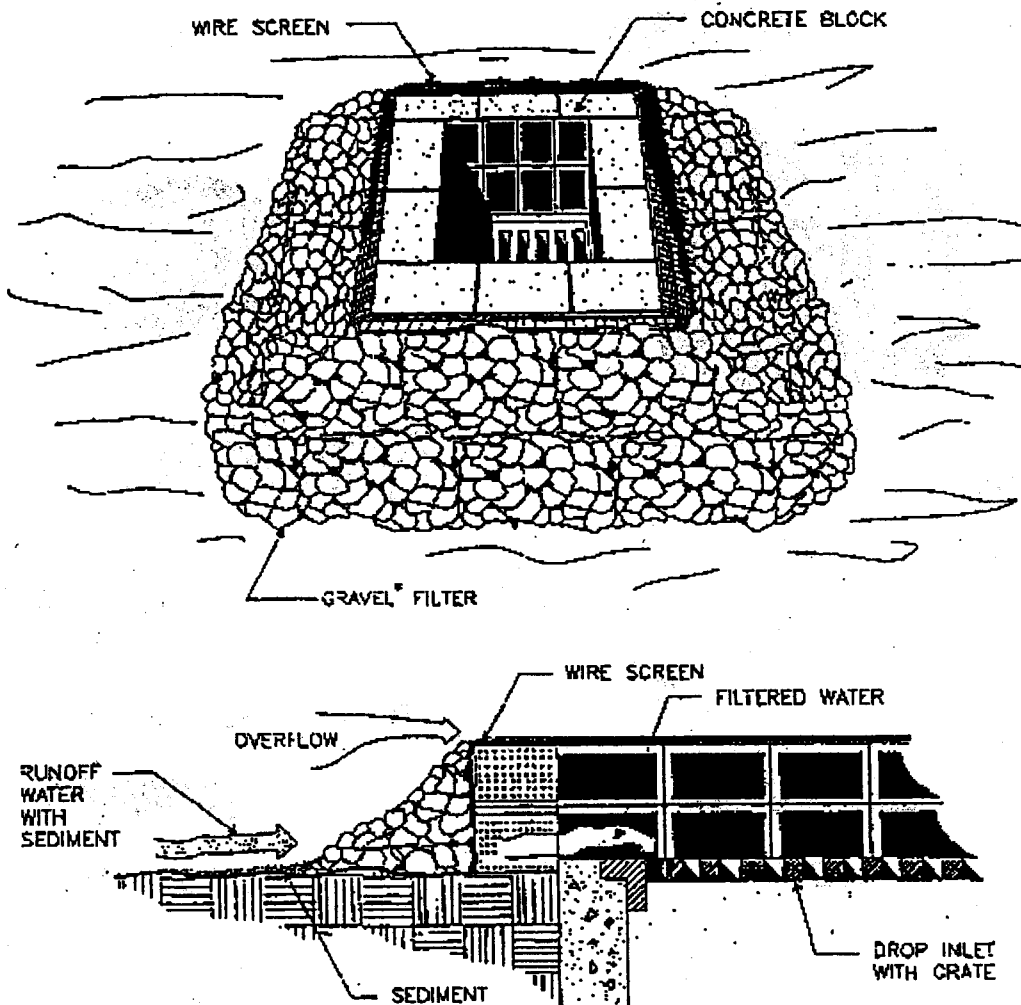 WIRE SCREEN
CONCRETE BLOCK
GRAVEL* FILTER
WIRE SCREEN
FILTERED WATER
OVERFLOW
RUNOFF
WATER
WITH
SEDIMENT
DROP INLET
WITH CRATE
SEDIMENT